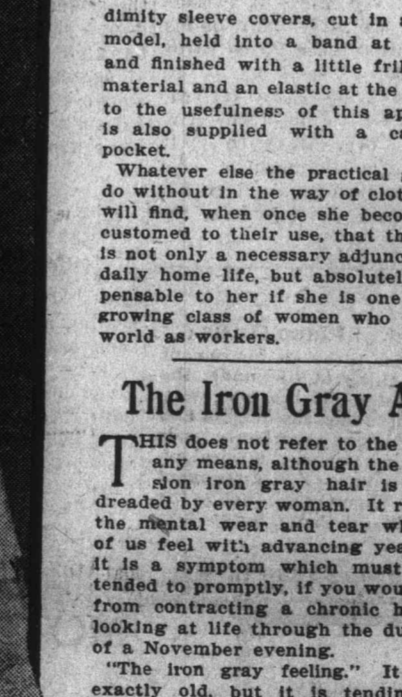 dimity sleeve covers, cut in
model, held into a band at
and finished with a little fril
material and an elastic at the
to the usefulness of this ap
is also supplied with a c
pocket.
Whatever else the practical
do without in the way of clot
will find, when once she beco
customed to their use, that th
is not only a necessary adjunc
daily home life, but absolutel
pensable to her if she is one
growing class of women who
world as workers.
The Iron Gray A
THIS does not refer to the
any means, although the
sion iron gray hair is
dreaded by every woman. It r
the mental wear and tear wh
of us feel with advancing yea
it is a symptom which must
tended to promptly, if you wou
from contracting a chronic h
looking at life through the du
of a November evening.
"The iron gray feeling." It
exactly old, but it is tendi